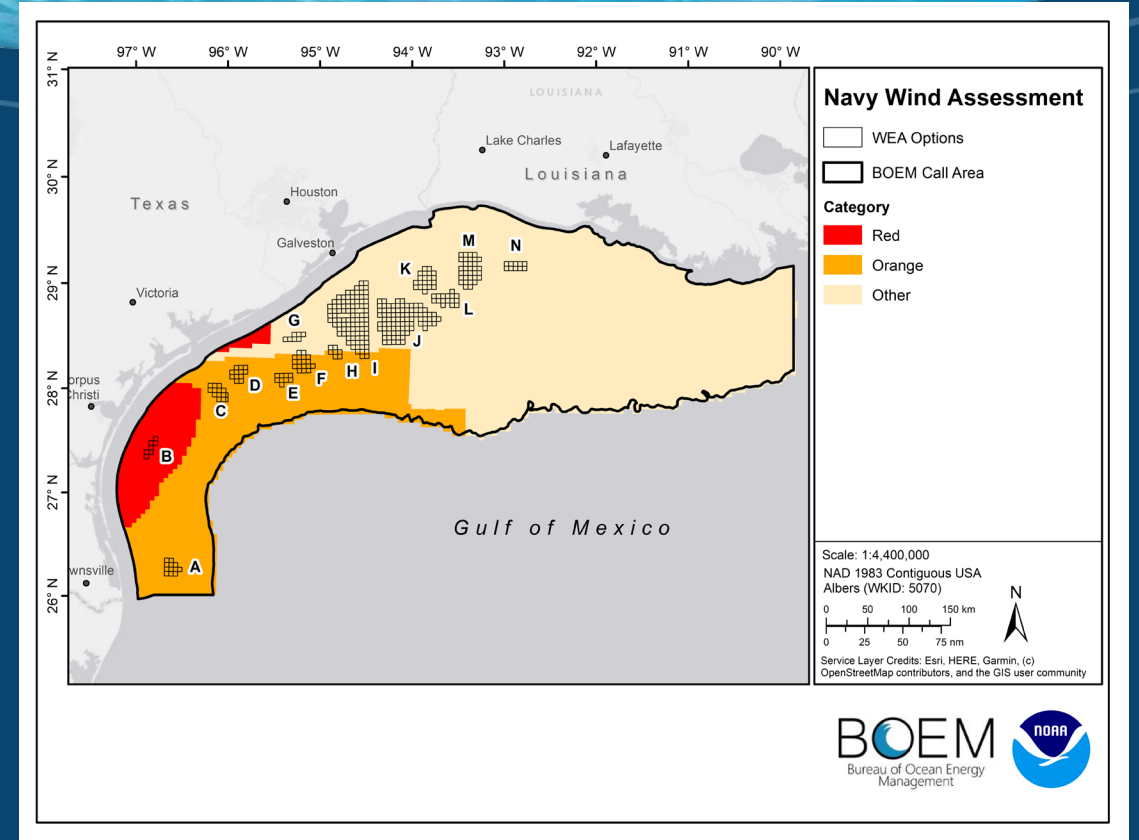 97° W 96° W 95° W 94° W 93° W 92° W 91° W 90° W
31° N
30° N
29° N
28° N
27° N
26° N
LOUISIANA
Lake Charles
Lafayette
Louisiana
Houston
Texas
Galveston
Victoria
orpus
Christi
wnsville
M
N
K
L
G
J
H
I
F
D
E
C
B
A
Gulf of Mexico
Navy Wind Assessment
WEA Options
BOEM Call Area
Category
Red
Orange
Other
Scale: 1:4,400,000
NAD 1983 Contiguous USA
Albers (WKID: 5070)
0 50 100 150 km
0 25 50 75 nm
N
Service Layer Credits: Esri, HERE, Garmin, (c)
OpenStreetMap contributors, and the GIS user community
BOEM
Bureau of Ocean Energy
Management
NOAA